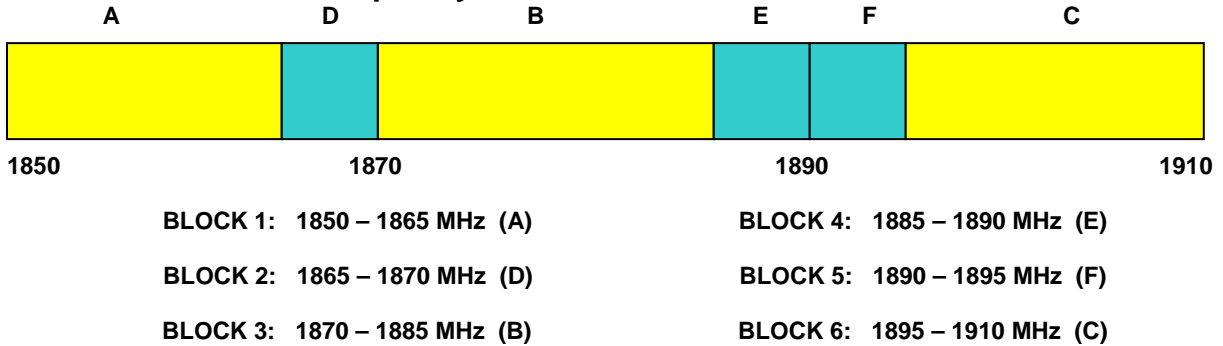 A D B E F C
1850 1870 1890 1910
BLOCK 1: 1850 – 1865 MHz (A) BLOCK 4: 1885 – 1890 MHz (E)
BLOCK 2: 1865 – 1870 MHz (D) BLOCK 5: 1890 – 1895 MHz (F)
BLOCK 3: 1870 – 1885 MHz (B) BLOCK 6: 1895 – 1910 MHz (C)